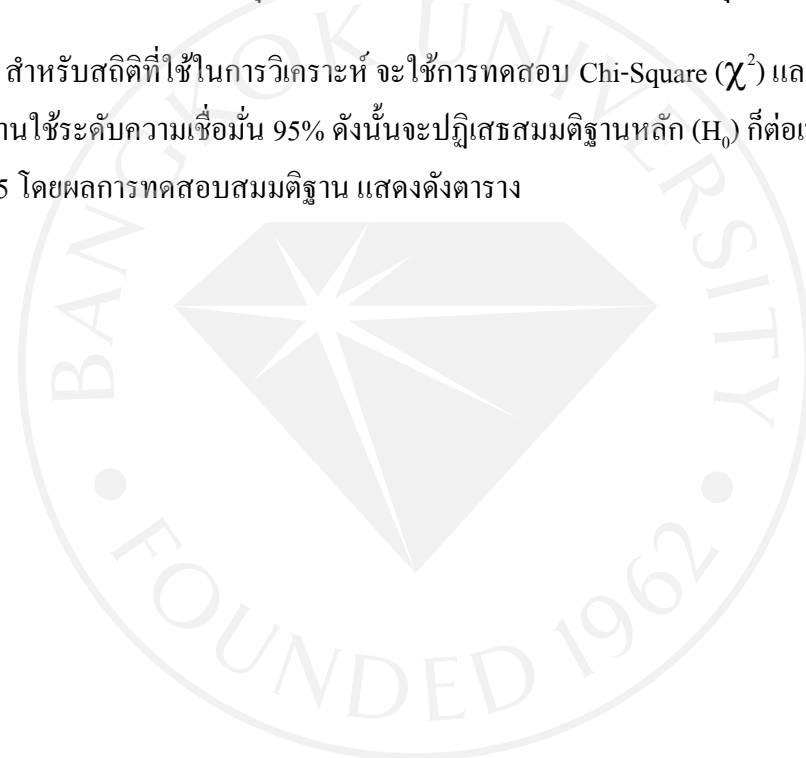 สำหรับสถิติที่ใช้ในการวิเคราะห์ จะใช้การทดสอบ Chi-Square (χ²) แล
านใช้ระดับความเชื่อมั่น 95% ดังนั้นจะปฏิเสธสมมติฐานหลัก (H₀) ก็ต่อเ
5 โดยผลการทดสอบสมมติฐาน แสดงดังตาราง
BANGKOK UNIVERSITY
FOUNDED 1962